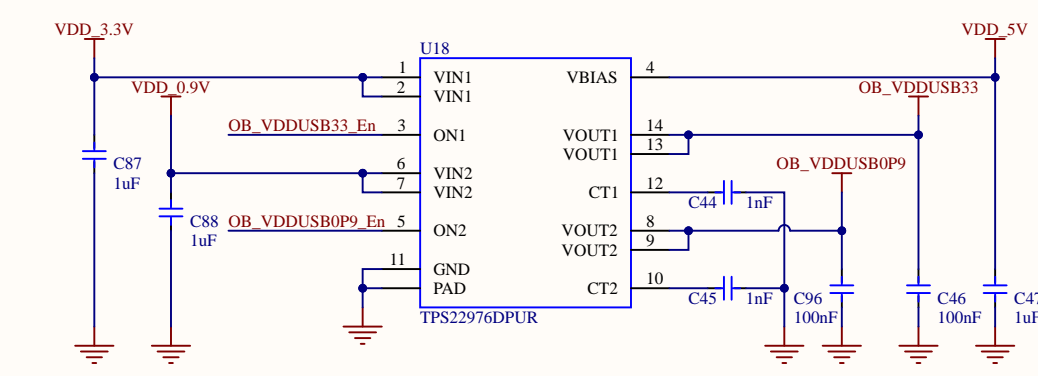 VDD_3.3V
VDD_5V
U18
1 VIN1 VBIAS 4
2 VIN1
VDD_0.9V
OB_VDDUSB33
OB_VDDUSB33_En 3 ON1 VOUT1 14
VOUT1 13
C87
1uF
OB_VDDUSB0P9
6 VIN2
7 VIN2 CT1 12
C44 1nF
C88
1uF
OB_VDDUSB0P9_En 5 ON2 VOUT2 8
VOUT2 9
11 GND
PAD CT2 10
C45 1nF
C96
100nF
C46
100nF
C47
1uF
TPS22976DPUR